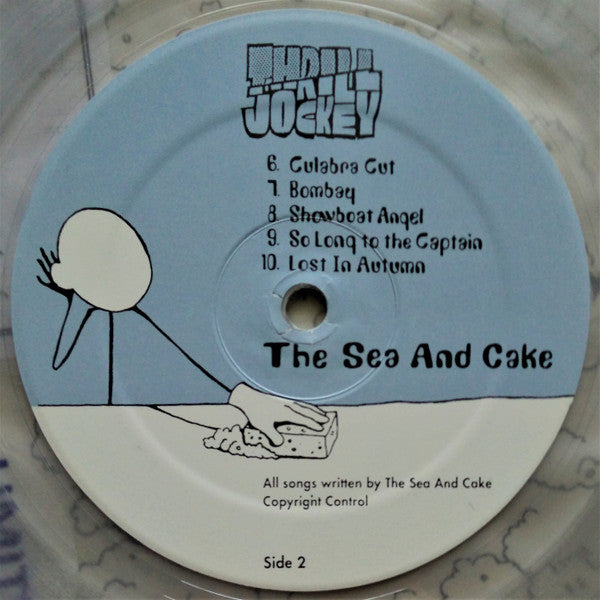 THRILL
JOCKEY
6. Culabra Cut
7. Bombay
8. Showboat Angel
9. So Long to the Captain
10. Lost In Autumn
The Sea And Cake
All songs written by The Sea And Cake
Copyright Control
Side 2